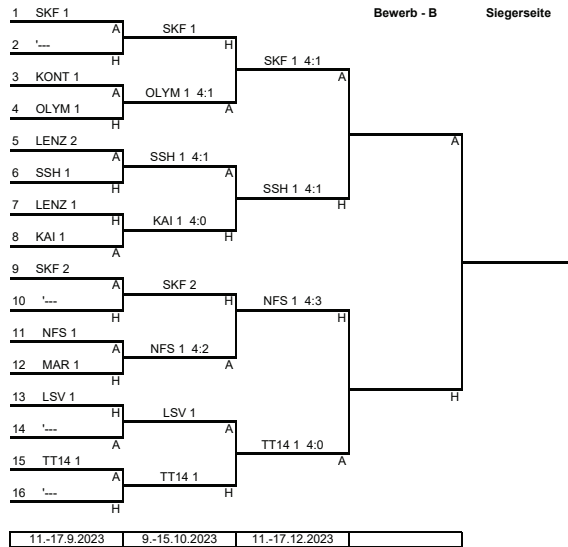 Bewerb - B Siegerseite
1 SKF 1
A SKF 1
2 '---
H
H SKF 1 4:1
3 KONT 1
A
A OLYM 1 4:1
4 OLYM 1
A
H
5 LENZ 2
A
A SSH 1 4:1
6 SSH 1
A
H
SSH 1 4:1
7 LENZ 1
H
H
KAI 1 4:0
8 KAI 1
H
A
9 SKF 2
A SKF 2
10 '---
H
H NFS 1 4:3
11 NFS 1
H
A NFS 1 4:2
12 MAR 1
A
H
H
13 LSV 1
H LSV 1
14 '---
A
A TT14 1 4:0
15 TT14 1
A
A TT14 1
16 '---
H
H
11.-17.9.2023 9.-15.10.2023 11.-17.12.2023